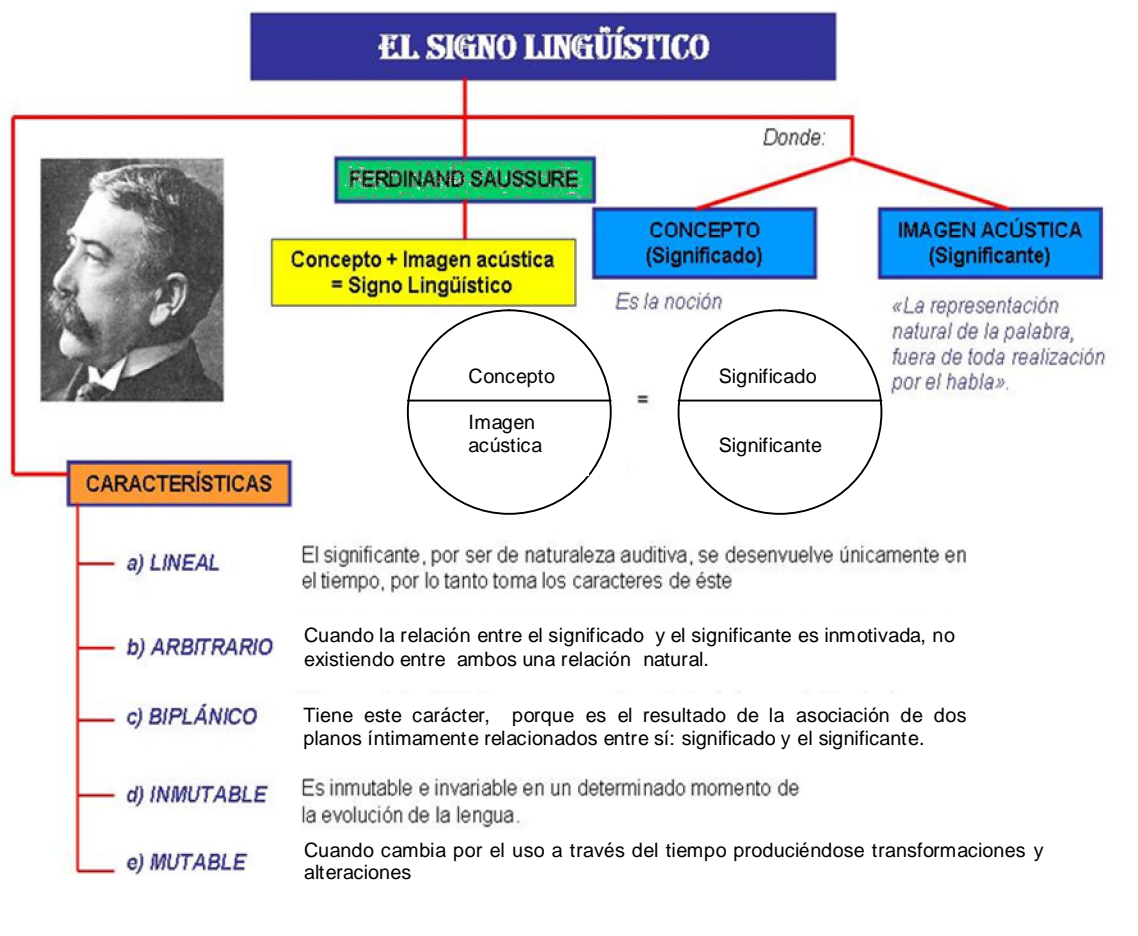 EL SIGNO LINGÜÍSTICO
Donde:
FERDINAND SAUSSURE
Concepto + Imagen acústica
= Signo Lingüístico
CONCEPTO
(Significado)
IMAGEN ACÚSTICA
(Significante)
Es la noción
«La representación
natural de la palabra,
fuera de toda realización
por el habla».
Concepto
Imagen
acústica
=
Significado
Significante
CARACTERÍSTICAS
a) LINEAL
El significante, por ser de naturaleza auditiva, se desenvuelve únicamente en
el tiempo, por lo tanto toma los caracteres de éste
b) ARBITRARIO
Cuando la relación entre el significado y el significante es inmotivada, no
existiendo entre ambos una relación natural.
c) BIPLÁNICO
Tiene este carácter, porque es el resultado de la asociación de dos
planos íntimamente relacionados entre sí: significado y el significante.
d) INMUTABLE
Es inmutable e invariable en un determinado momento de
la evolución de la lengua.
e) MUTABLE
Cuando cambia por el uso a través del tiempo produciéndose transformaciones y
alteraciones